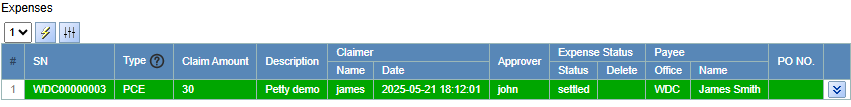 Expenses
1
# SN Type ? Claim Amount Description Claimer Name Date Approver Expense Status Status Delete Payee Office Name PO NO.
1 WDC00000003 PCE 30 Petty demo james 2025-05-21 18:12:01 john settled WDC James Smith